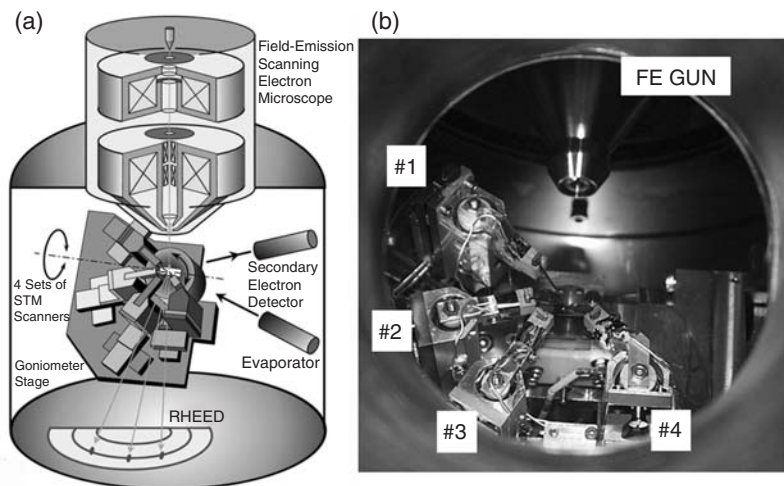 (a)
Field-Emission
Scanning
Electron
Microscope
4 Sets of
STM
Scanners
Secondary
Electron
Detector
Goniometer
Stage
Evaporator
RHEED
(b)
FE GUN
#1
#2
#3
#4